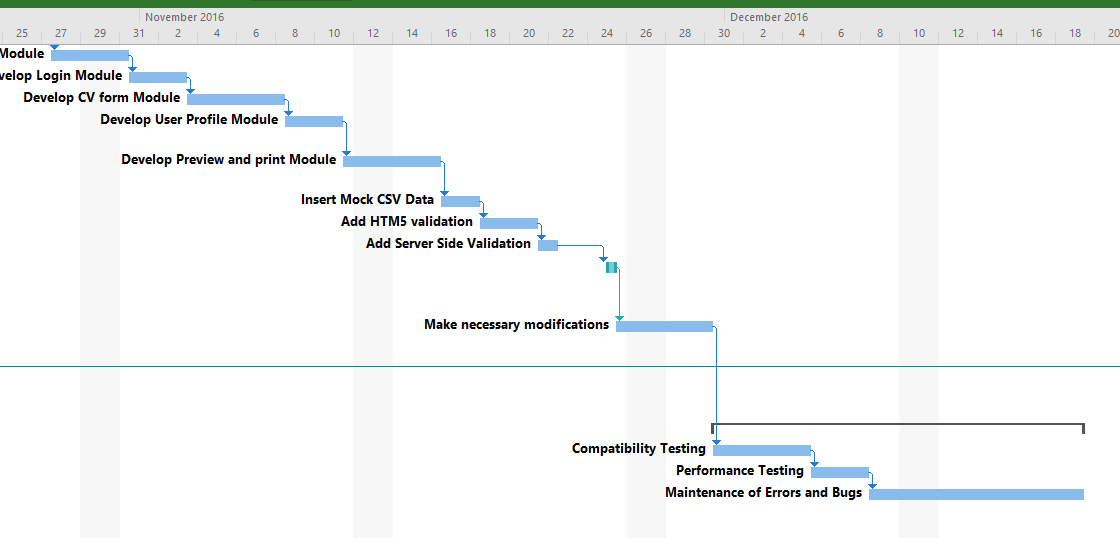 November 2016 December 2016
25 27 29 31 2 4 6 8 10 12 14 16 18 20 22 24 26 28 30 2 4 6 8 10 12 14 16 18 20
Module
velop Login Module
Develop CV form Module
Develop User Profile Module
Develop Preview and print Module
Insert Mock CSV Data
Add HTM5 validation
Add Server Side Validation
Make necessary modifications
Compatibility Testing
Performance Testing
Maintenance of Errors and Bugs